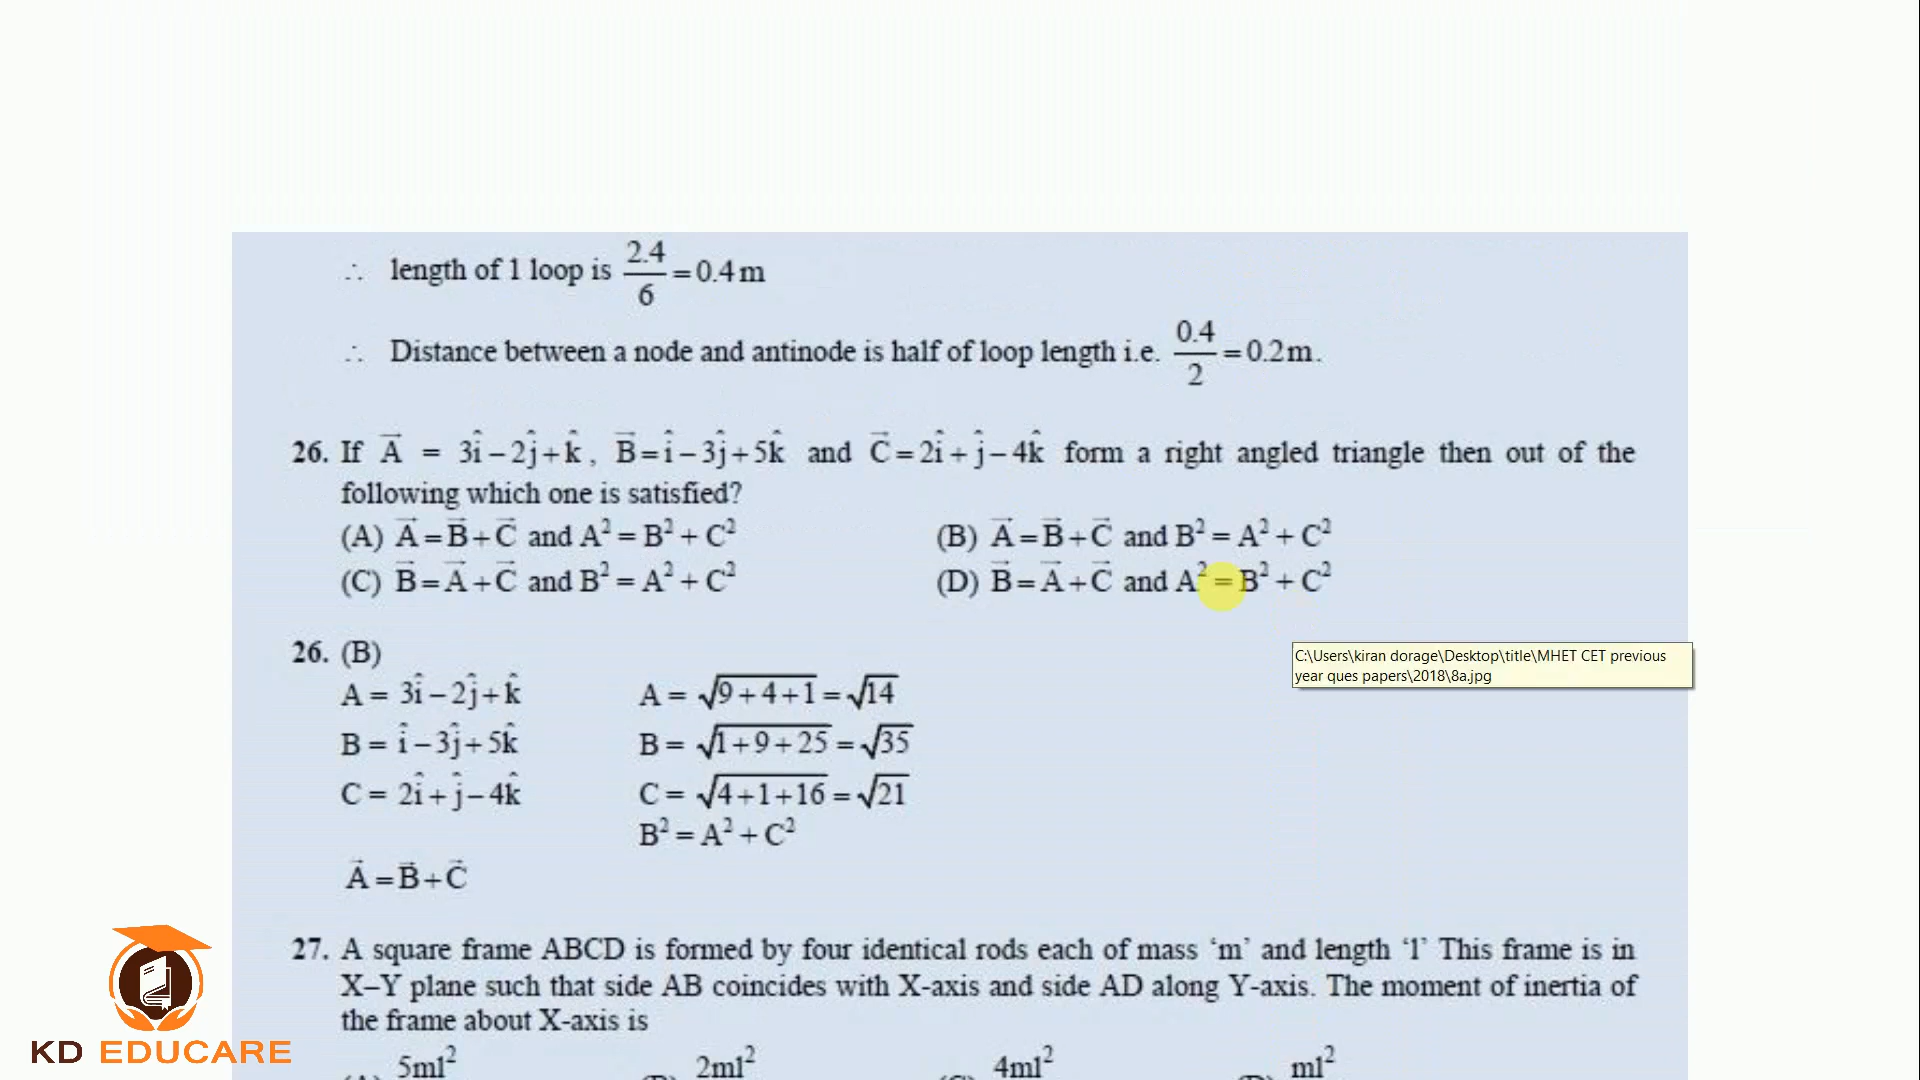 ∴ length of 1 loop is 2.4/6 = 0.4 m
∴ Distance between a node and antinode is half of loop length i.e. 0.4/2 = 0.2 m.
26. If A⃗ = 3î − 2ĵ + k̂ , B⃗ = î − 3ĵ + 5k̂ and C⃗ = 2î + ĵ − 4k̂ form a right angled triangle then out of the
following which one is satisfied?
(A) A⃗ = B⃗ + C⃗ and A² = B² + C² (B) A⃗ = B⃗ + C⃗ and B² = A² + C²
(C) B⃗ = A⃗ + C⃗ and B² = A² + C² (D) B⃗ = A⃗ + C⃗ and A² = B² + C²
C:\Users\kiran dorage\Desktop\title\MHET CET previous
year ques papers\2018\8a.jpg
26. (B)
A = 3î − 2ĵ + k̂ A = √(9 + 4 + 1) = √14
B = î − 3ĵ + 5k̂ B = √(1 + 9 + 25) = √35
C = 2î + ĵ − 4k̂ C = √(4 + 1 + 16) = √21
B² = A² + C²
A⃗ = B⃗ + C⃗
27. A square frame ABCD is formed by four identical rods each of mass ‘m’ and length ‘l’ This frame is in
X–Y plane such that side AB coincides with X-axis and side AD along Y-axis. The moment of inertia of
the frame about X-axis is
5ml² 2ml² 4ml² ml²
KD EDUCARE